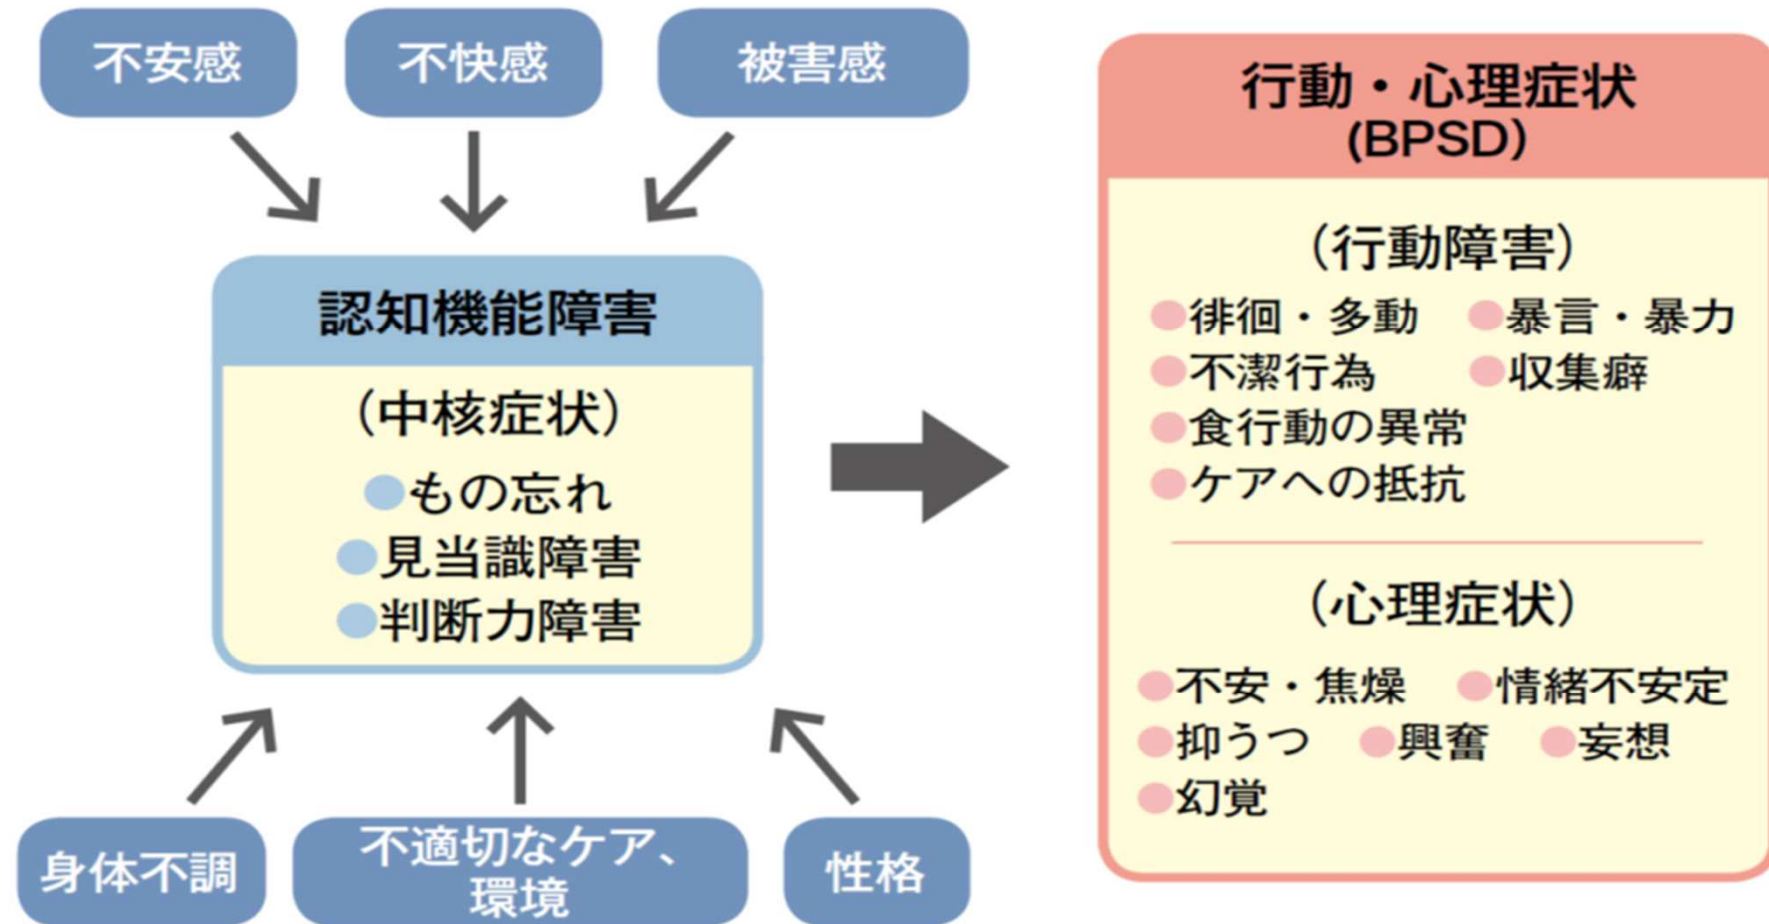 不安感
不快感
被害感
認知機能障害
（中核症状）
●もの忘れ
●見当識障害
●判断力障害
身体不調
不適切なケア、
環境
性格
行動・心理症状
(BPSD）
（行動障害）
●徘徊・多動 ●暴言・暴力
●不潔行為 ●収集癖
●食行動の異常
●ケアへの抵抗
（心理症状）
●不安・焦燥 ●情緒不安定
●抑うつ ●興奮 ●妄想
●幻覚